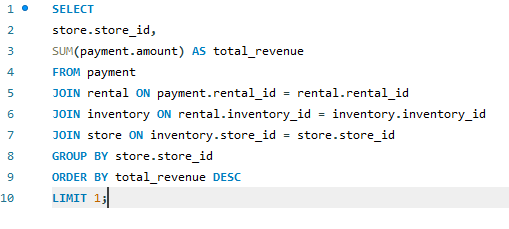 1 SELECT
2 store.store_id,
3 SUM(payment.amount) AS total_revenue
4 FROM payment
5 JOIN rental ON payment.rental_id = rental.rental_id
6 JOIN inventory ON rental.inventory_id = inventory.inventory_id
7 JOIN store ON inventory.store_id = store.store_id
8 GROUP BY store.store_id
9 ORDER BY total_revenue DESC
10 LIMIT 1;